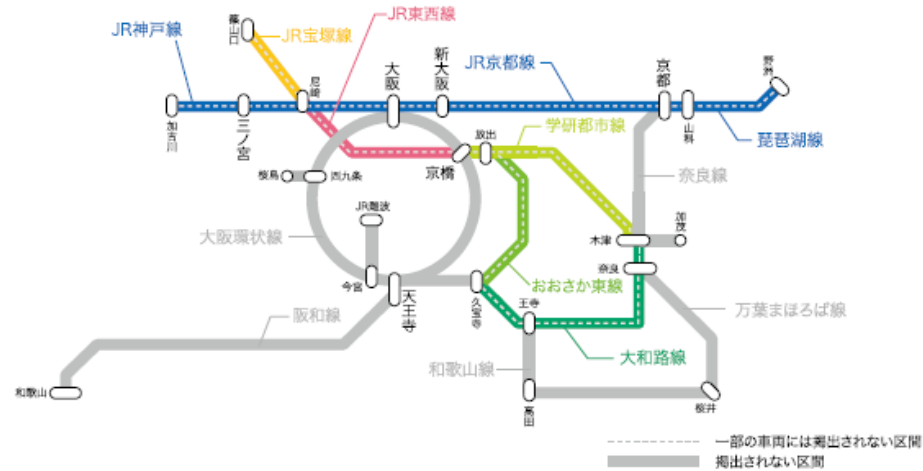 JR神戸線
篠山口
JR宝塚線
JR東西線
尼崎
大阪
新大阪
JR京都線
京都
野洲
加古川
三ノ宮
山科
琵琶湖線
放出
学研都市線
京橋
桜島
西九条
奈良線
JR難波
大阪環状線
加茂
木津
奈良
今宮
天王寺
久宝寺
おおさか東線
王寺
万葉まほろば線
阪和線
大和路線
和歌山線
和歌山
高田
桜井
一部の車両には掲出されない区間
掲出されない区間